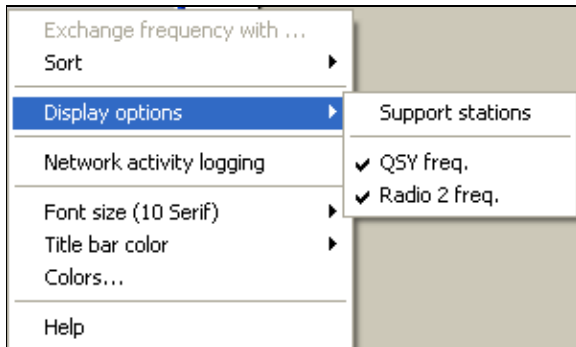 Exchange frequency with ...
Sort
Display options
Network activity logging
Font size (10 Serif)
Title bar color
Colors...
Help
Support stations
QSY freq.
Radio 2 freq.